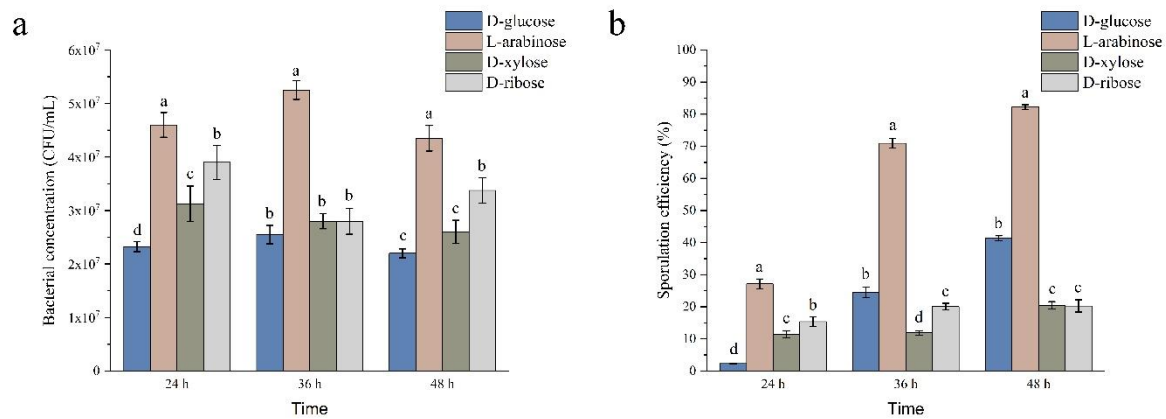 a
D-glucose
L-arabinose
D-xylose
D-ribose
Bacterial concentration (CFU/mL)
6x10⁷
5x10⁷
4x10⁷
3x10⁷
2x10⁷
1x10⁷
0
d a c b
b a b b
c a c b
24 h 36 h 48 h
Time
b
D-glucose
L-arabinose
D-xylose
D-ribose
Sporulation efficiency (%)
100
90
80
70
60
50
40
30
20
10
0
d a c b
b a d c
b a c c
24 h 36 h 48 h
Time